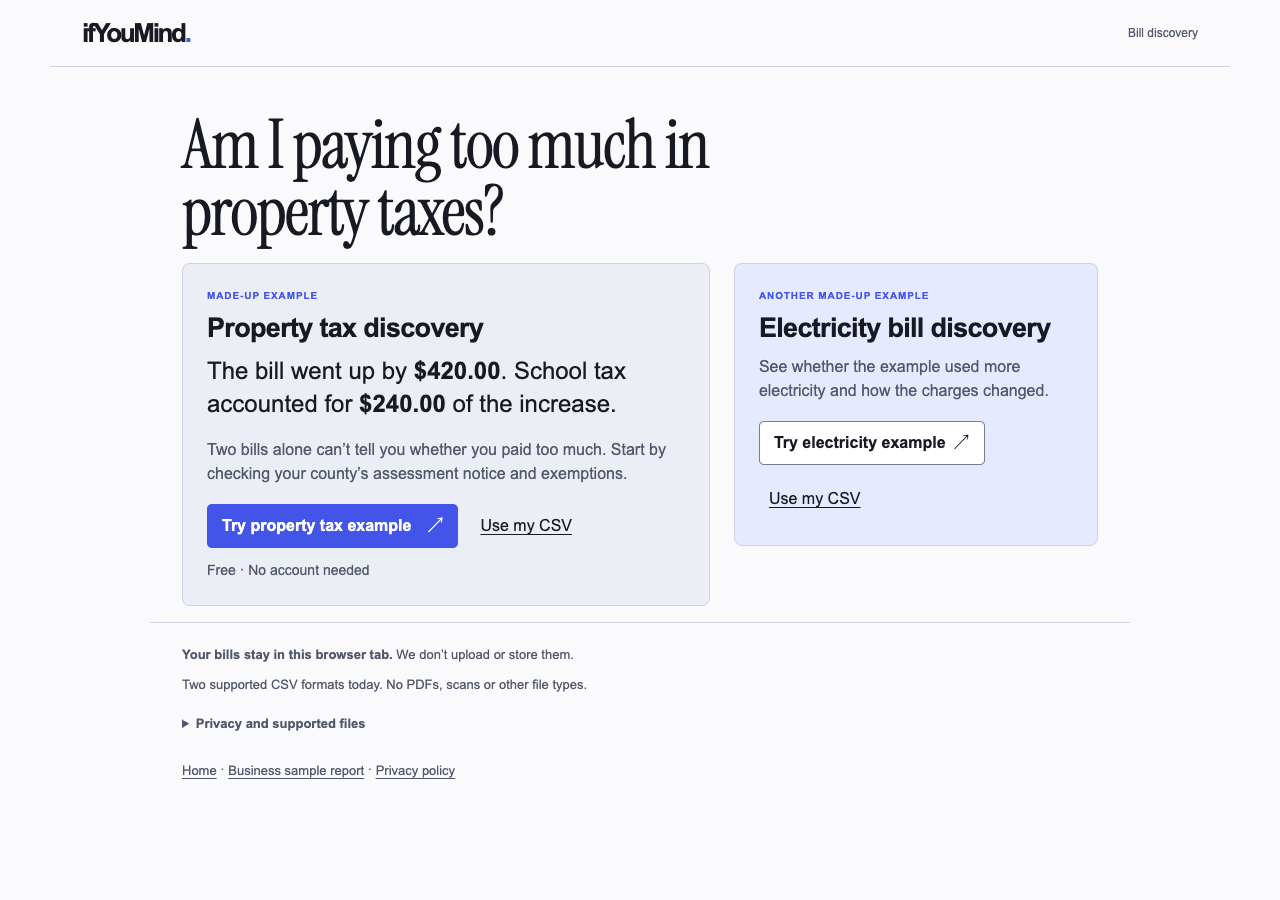 ifYouMind.
Bill discovery
Am I paying too much in
property taxes?
MADE-UP EXAMPLE
Property tax discovery
The bill went up by $420.00. School tax
accounted for $240.00 of the increase.
Two bills alone can’t tell you whether you paid too much. Start by
checking your county’s assessment notice and exemptions.
Try property tax example ↗
Use my CSV
Free · No account needed
ANOTHER MADE-UP EXAMPLE
Electricity bill discovery
See whether the example used more
electricity and how the charges changed.
Try electricity example ↗
Use my CSV
Your bills stay in this browser tab. We don’t upload or store them.
Two supported CSV formats today. No PDFs, scans or other file types.
Privacy and supported files
Home · Business sample report · Privacy policy